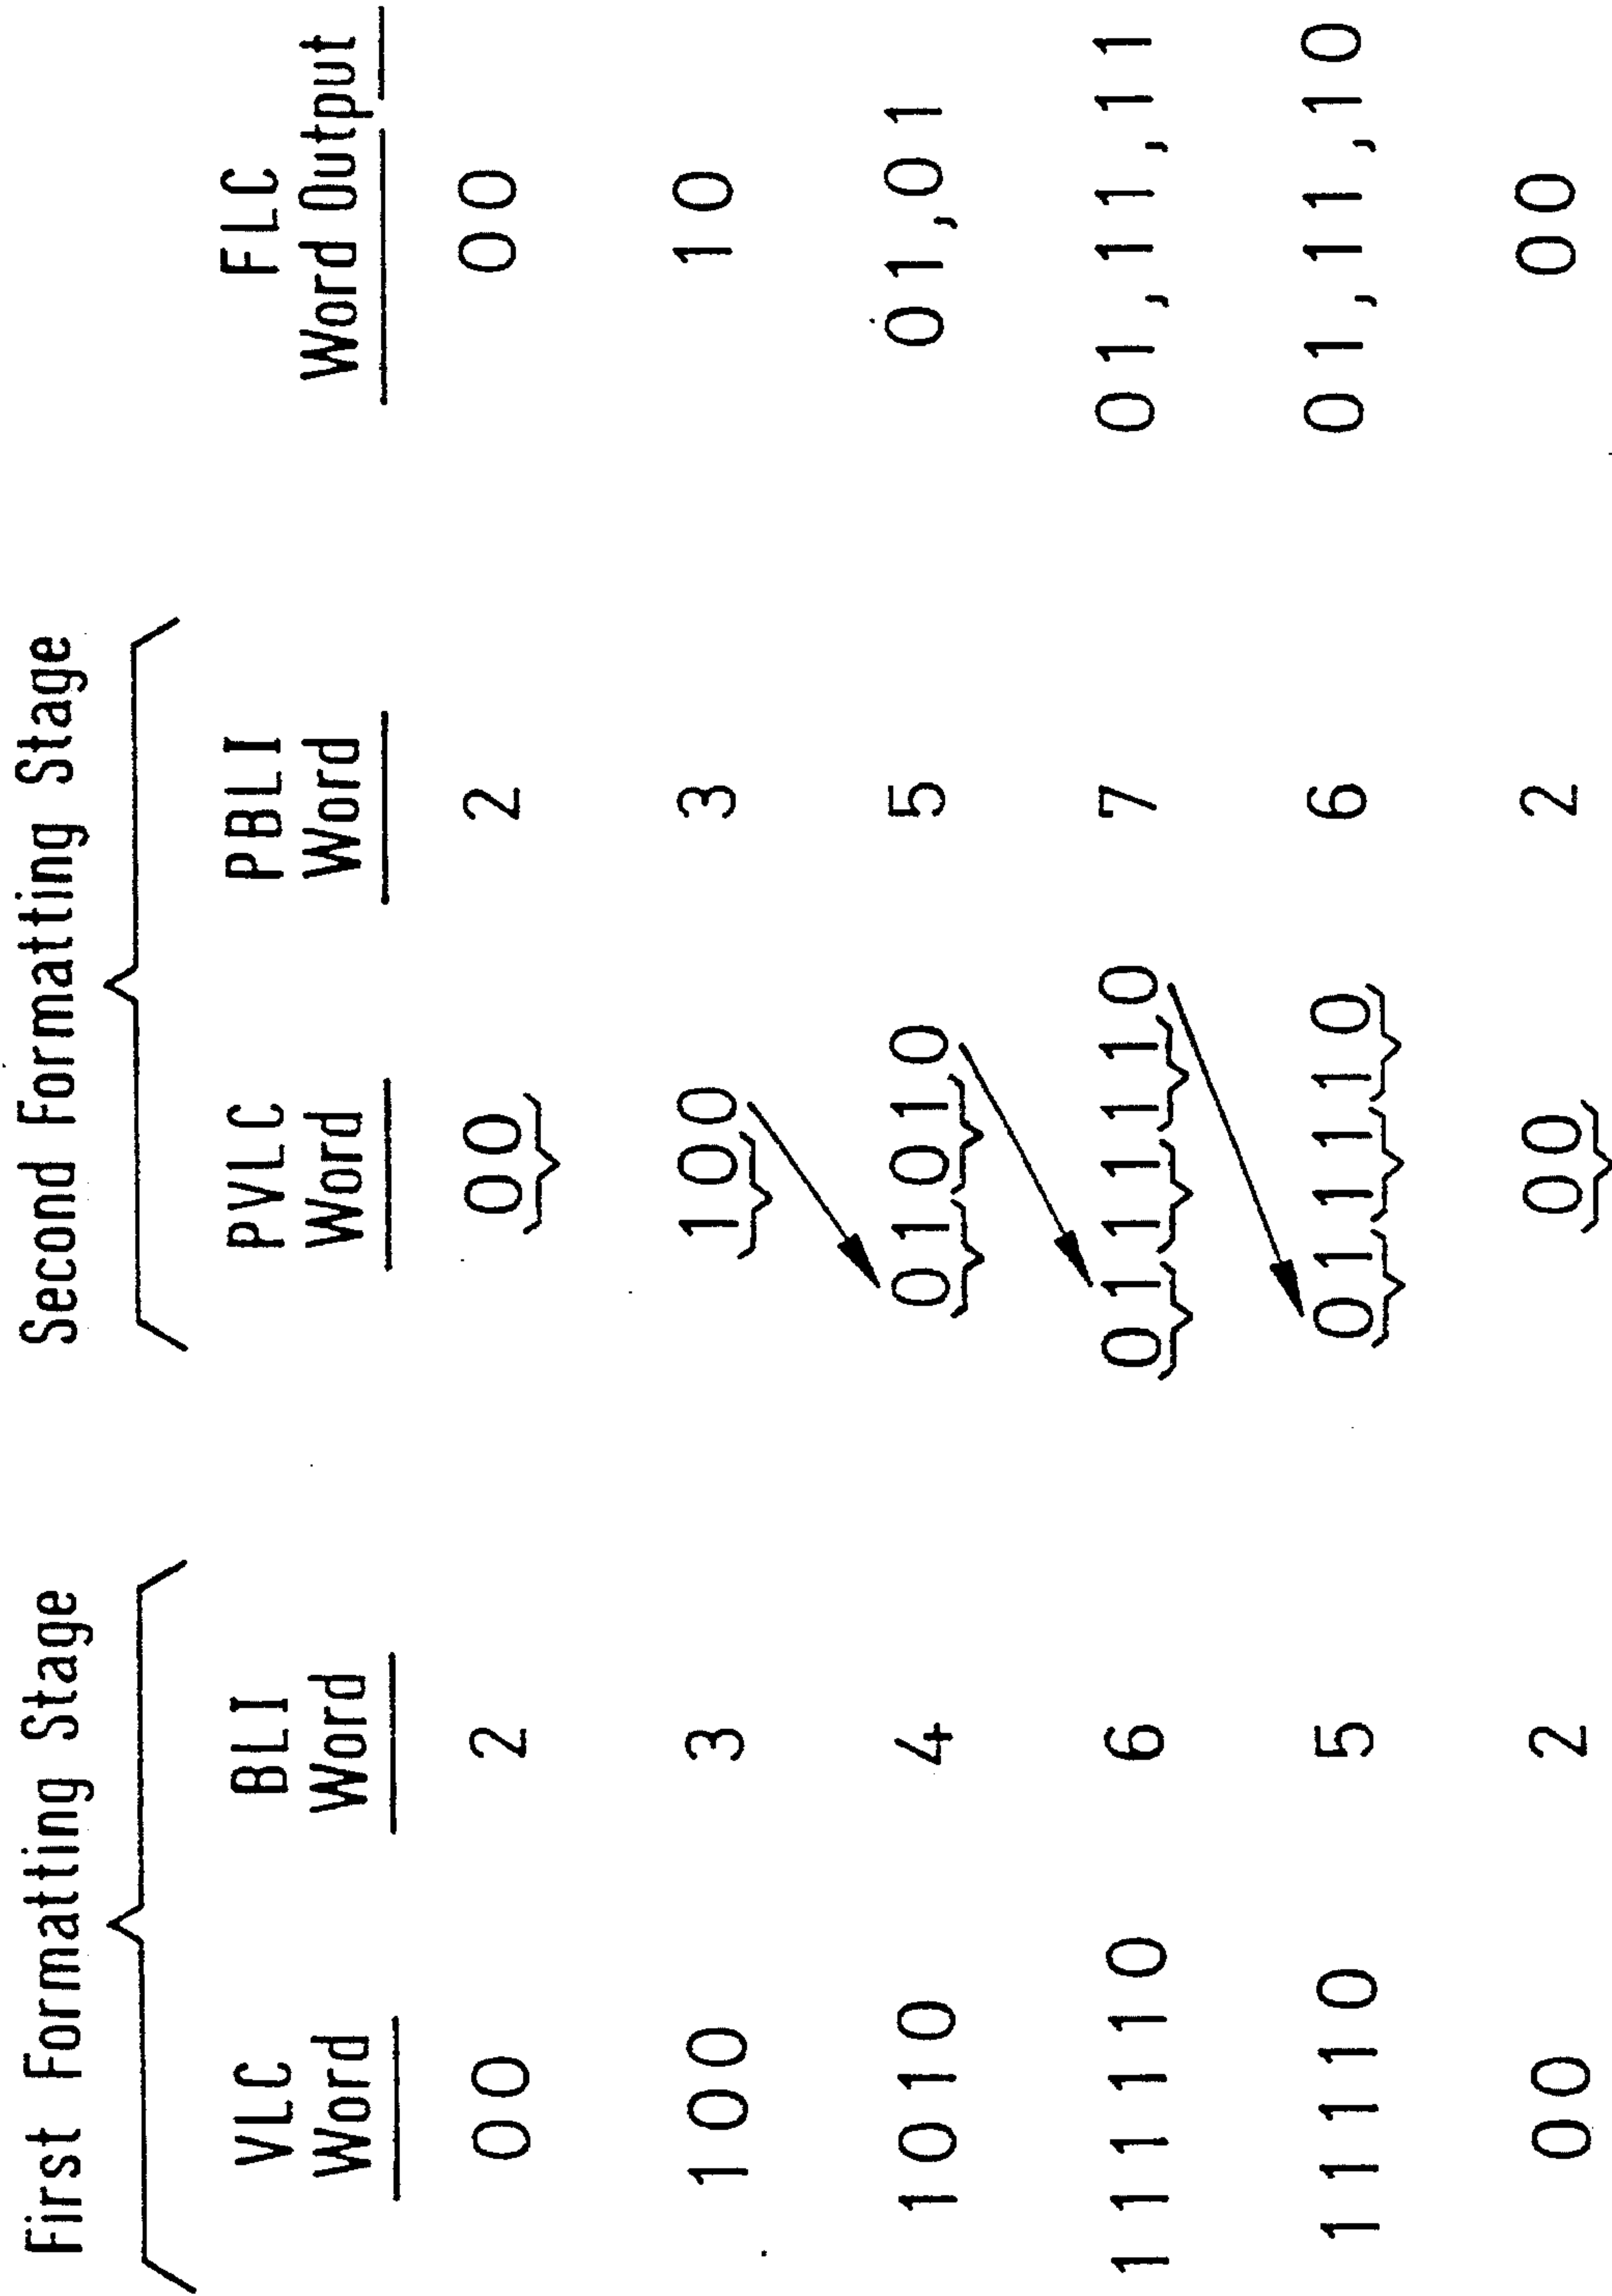 First Formatting Stage Second Formatting Stage
VLC BLI PVLC PBLI FLC
Word Word Word Word Word Output
00 2 00 2 00
100 3 100 3 10
1010 4 01010 5 01,01
111110 6 0111110 7 01,11,11
11110 5 011110 6 01,11,10
00 2 00 2 00